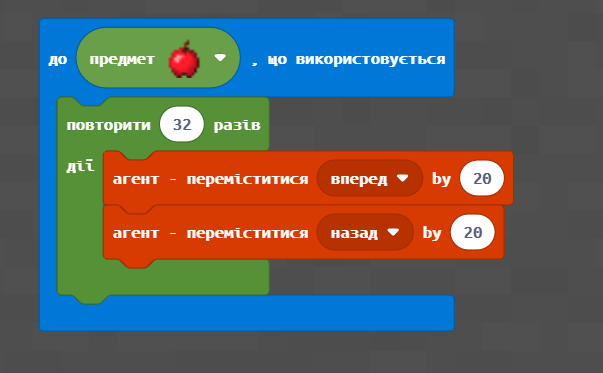 до предмет , що використовується
повторити 32 разів
дії
агент - переміститися вперед by 20
агент - переміститися назад by 20